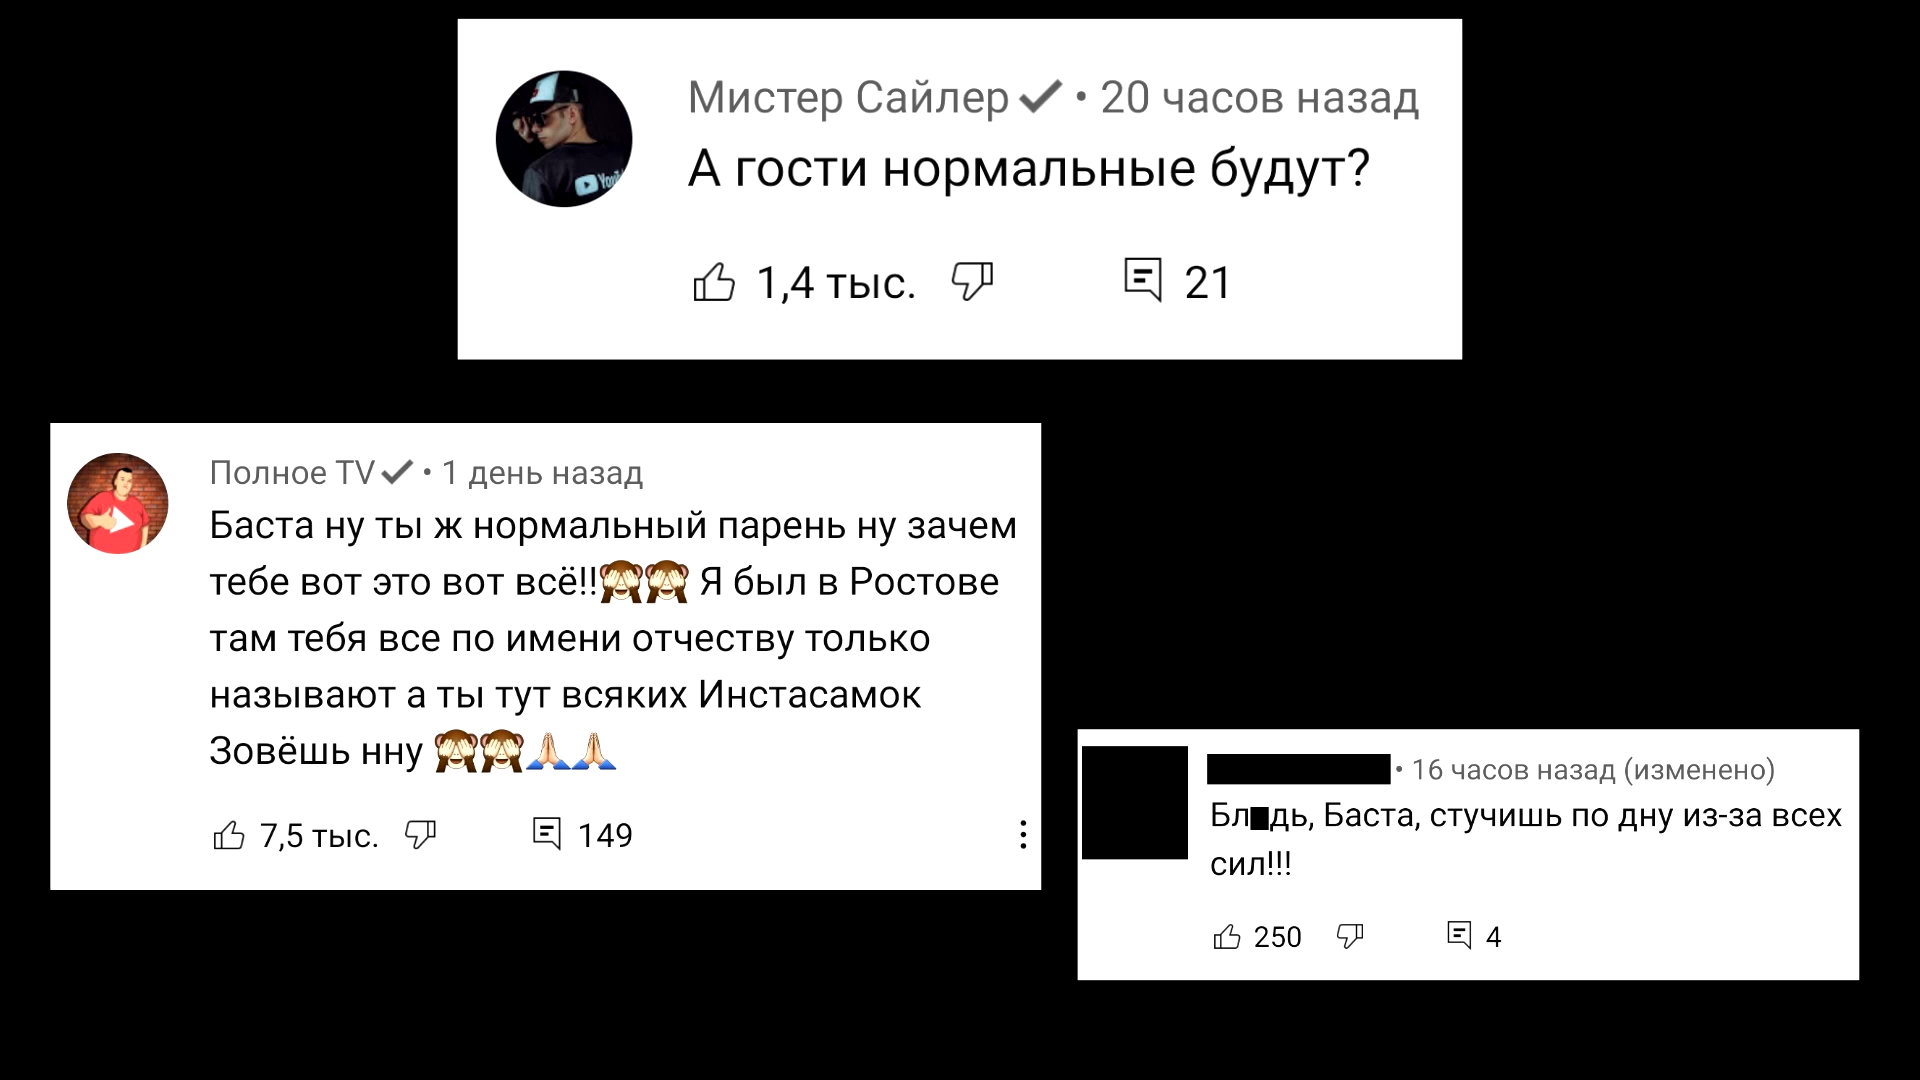 Мистер Сайлер • 20 часов назад
А гости нормальные будут?
1,4 тыс. 21
Полное TV • 1 день назад
Баста ну ты ж нормальный парень ну зачем
тебе вот это вот всё!!🙈🙈 Я был в Ростове
там тебя все по имени отчеству только
называют а ты тут всяких Инстасамок
Зовёшь нну 🙈🙈🙏🏻🙏🏻
7,5 тыс. 149
• 16 часов назад (изменено)
Бл■дь, Баста, стучишь по дну из-за всех
сил!!!
250 4